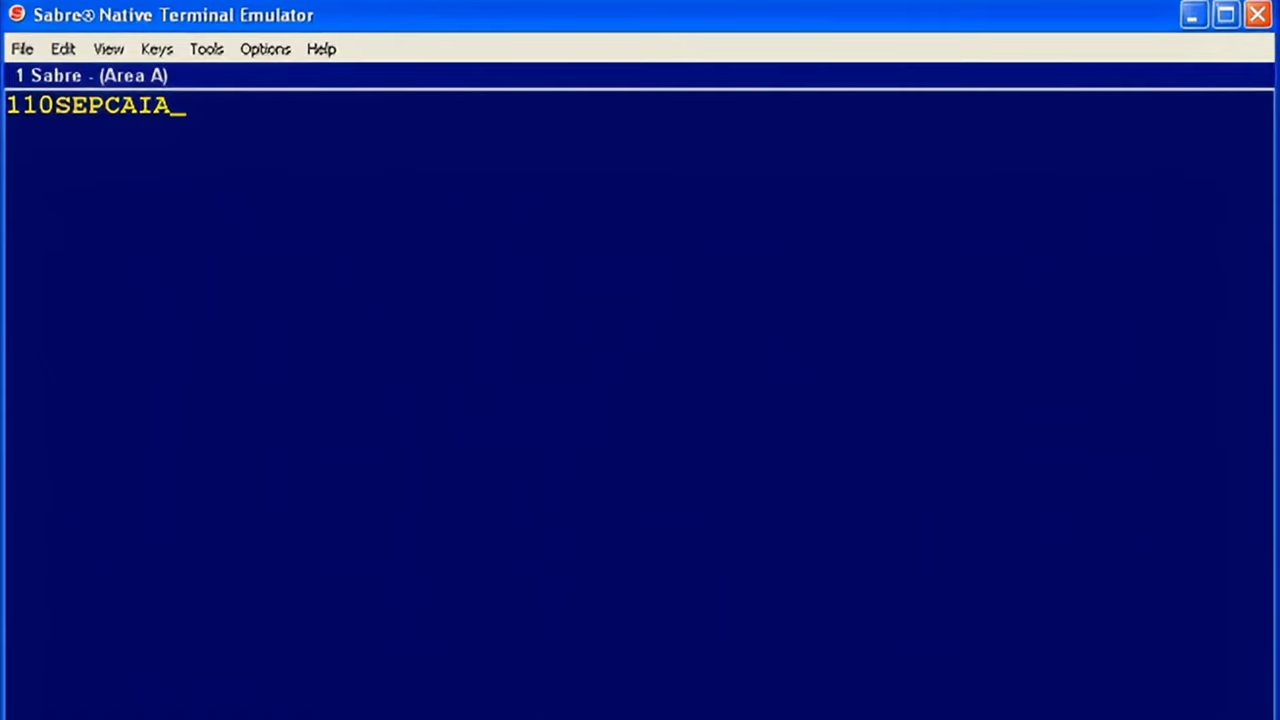 Sabre® Native Terminal Emulator
File Edit View Keys Tools Options Help
1 Sabre - (Area A)
110SEPCAIA_